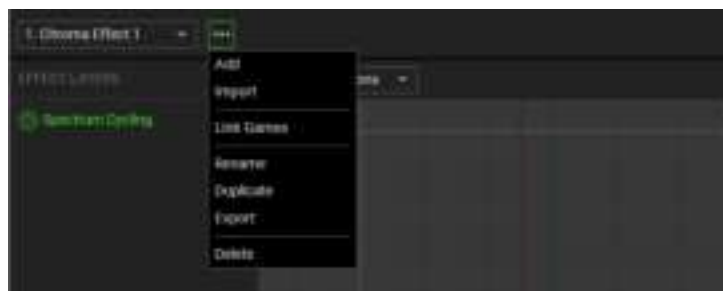 1. Chroma Effect 1
Add
Import
EFFECT LAYERS
Spectrum Cycling
Link Games
Rename
Duplicate
Export
Delete